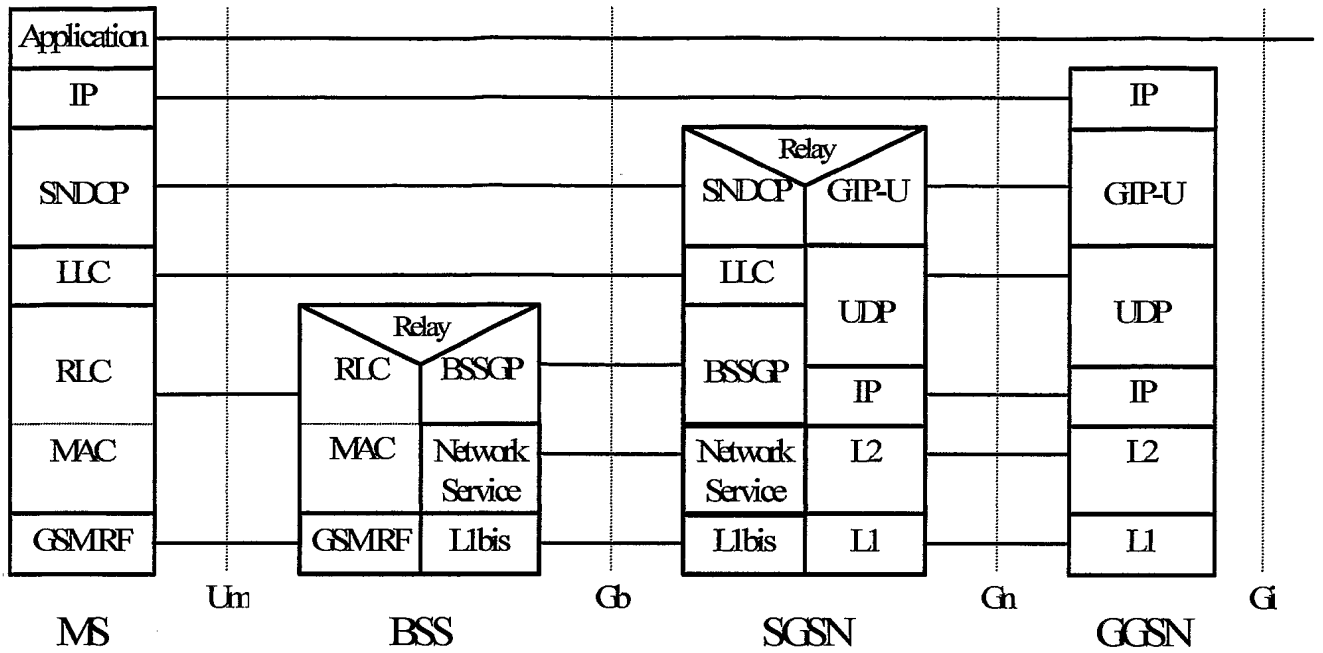 Application
IP
IP
Relay
SNDCP
SNDCP
GTP-U
GTP-U
LLC
LLC
UDP
UDP
Relay
RLC
RLC
BSSGP
BSSGP
IP
IP
MAC
MAC
Network
Service
Network
Service
L2
L2
GSM RF
GSM RF
L1bis
L1bis
L1
L1
Um
Gb
Gn
Gi
MS
BSS
SGSN
GGSN